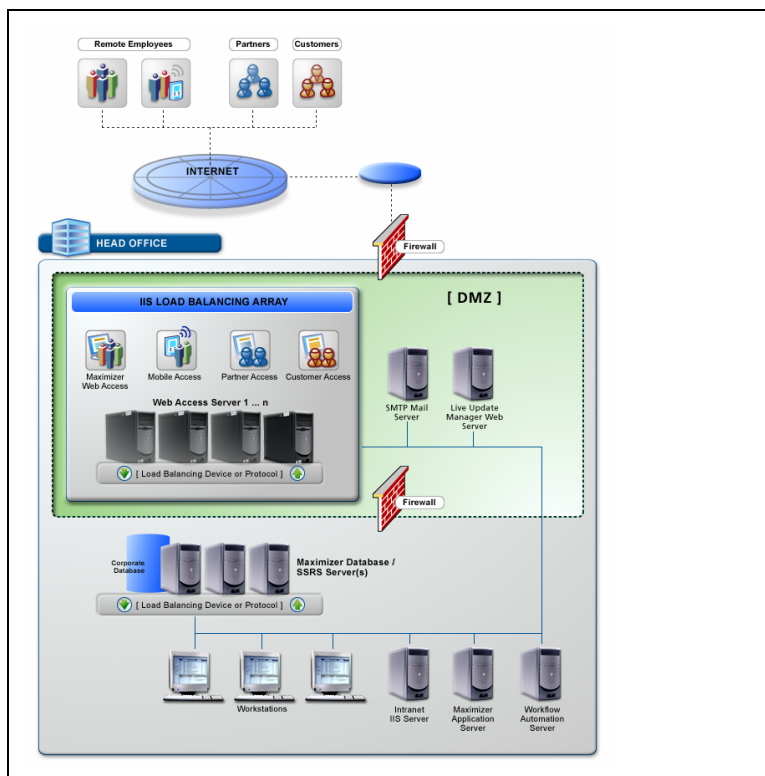 Remote Employees
Partners
Customers
INTERNET
HEAD OFFICE
Firewall
IIS LOAD BALANCING ARRAY
[ DMZ ]
Maximizer
Web Access
Mobile Access
Partner Access
Customer Access
SMTP Mail
Server
Live Update
Manager Web
Server
Web Access Server 1 ... n
[ Load Balancing Device or Protocol ]
Firewall
Corporate
Database
Maximizer Database /
SSRS Server(s)
[ Load Balancing Device or Protocol ]
Workstations
Intranet
IIS Server
Maximizer
Application
Server
Workflow
Automation
Server